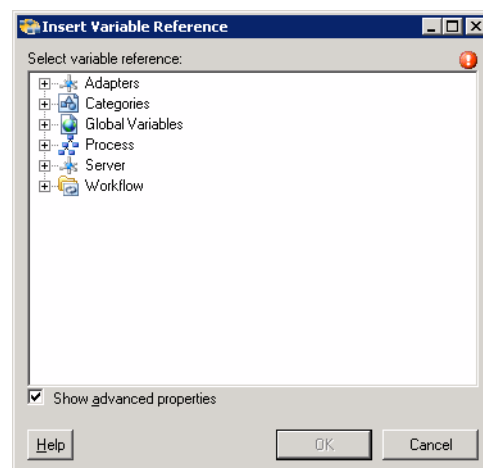 Insert Variable Reference
Select variable reference:
Adapters
Categories
Global Variables
Process
Server
Workflow
Show advanced properties
Help OK Cancel